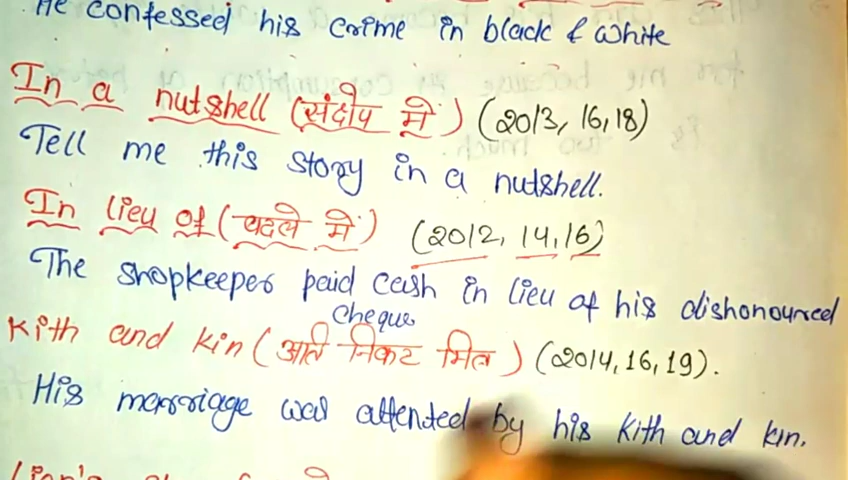 He confessed his crime in black & white
In a nutshell (संक्षेप में) (2013, 16, 18)
Tell me this story in a nutshell.
In lieu of (बदले में) (2012, 14, 16)
The shopkeeper paid cash in lieu of his dishonoured
cheque
Kith and kin (अति निकट मित्र) (2014, 16, 19).
His marriage was attented by his kith and kin.